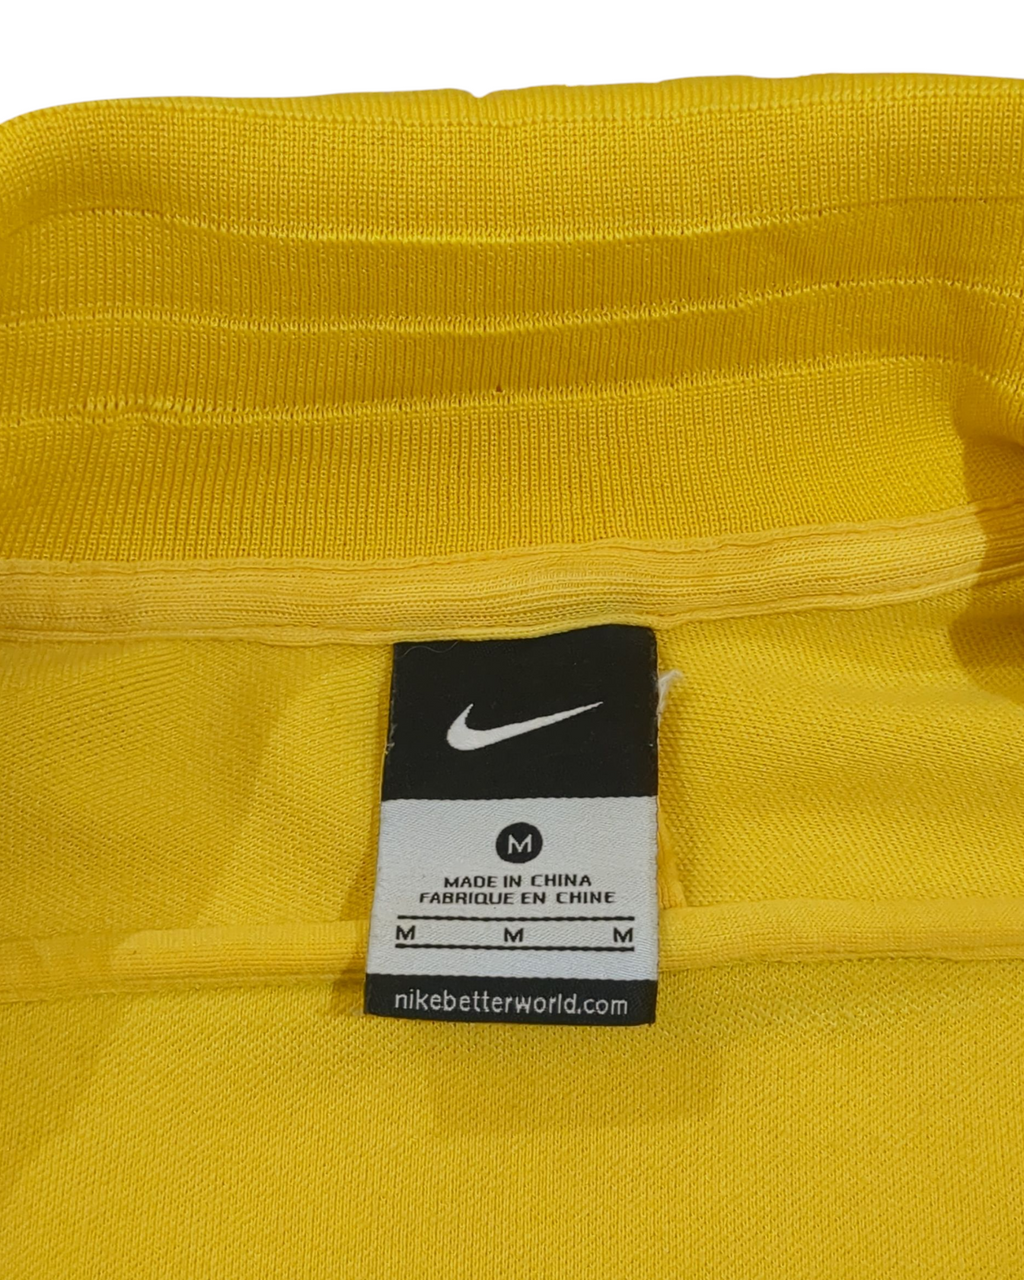 M
MADE IN CHINA
FABRIQUE EN CHINE
M M M
nikebetterworld.com